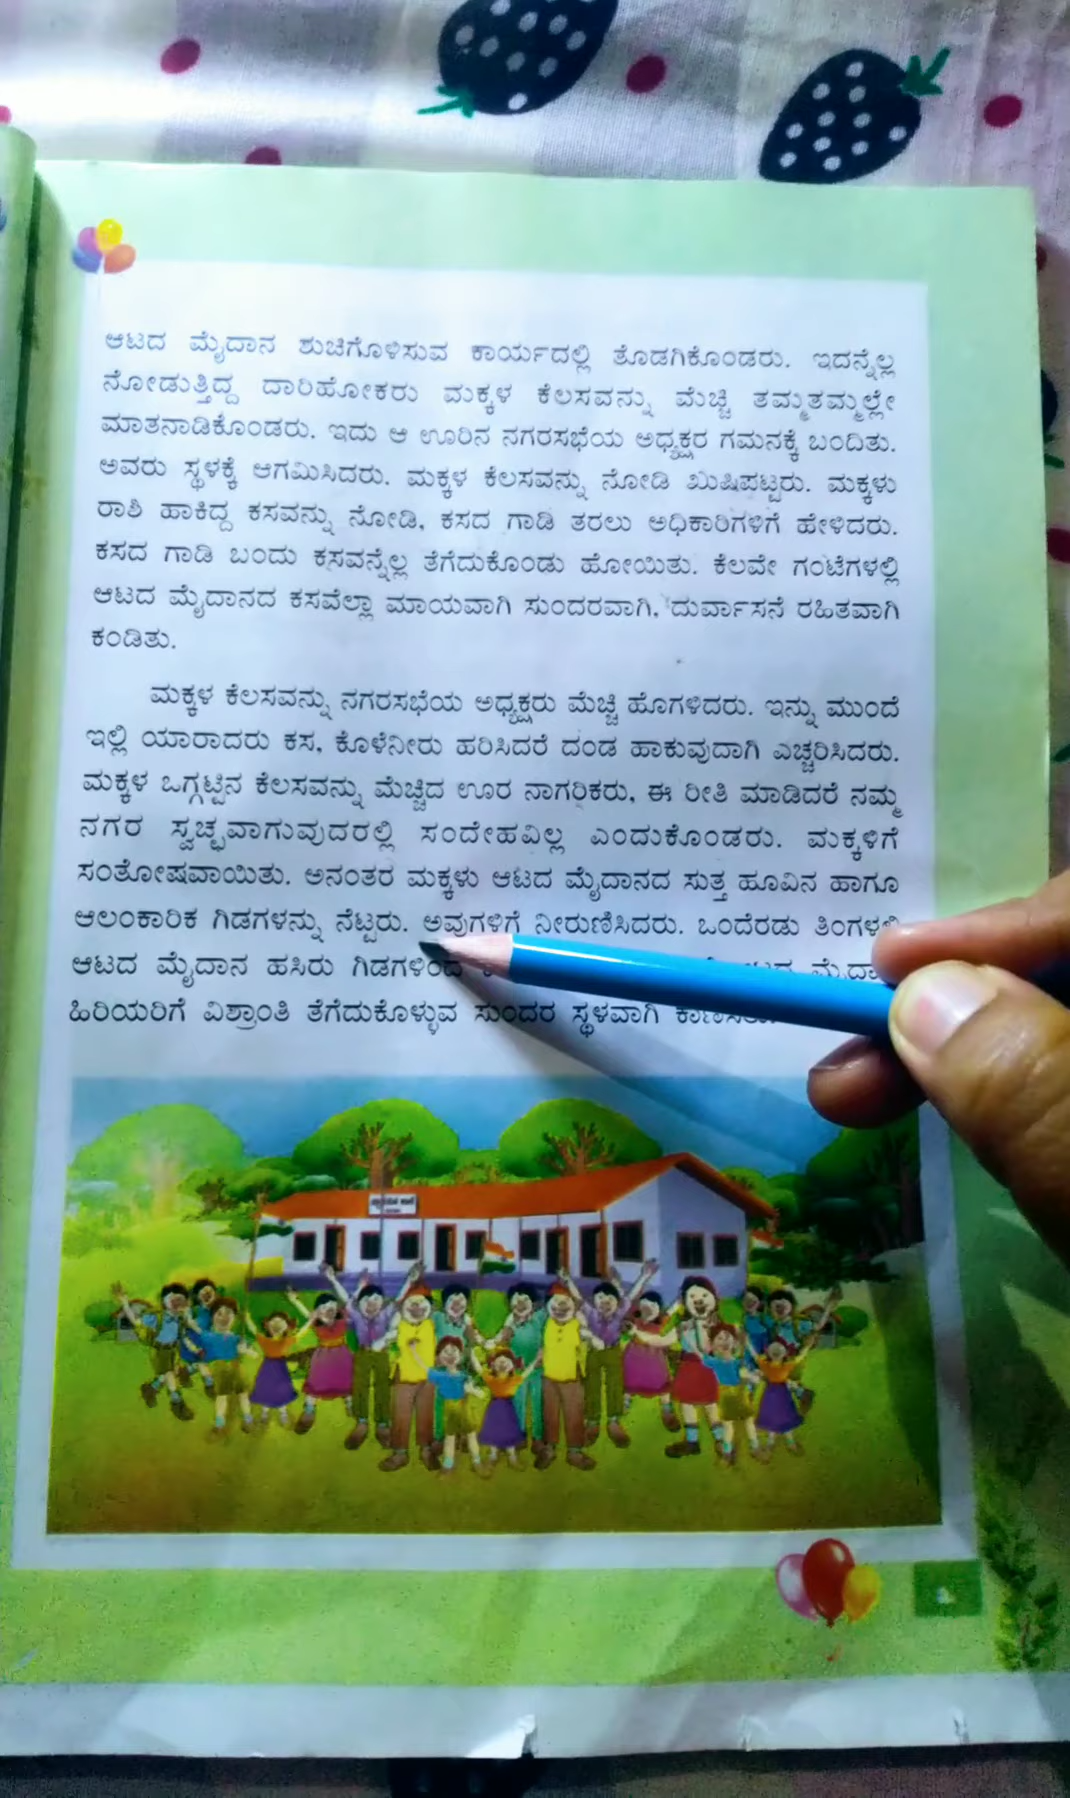 ಆಟದ ಮೈದಾನ ಶುಚಿಗೊಳಿಸುವ ಕಾರ್ಯದಲ್ಲಿ ತೊಡಗಿಕೊಂಡರು. ಇದನ್ನೆಲ್ಲ
ನೋಡುತ್ತಿದ್ದ ದಾರಿಹೋಕರು ಮಕ್ಕಳ ಕೆಲಸವನ್ನು ಮೆಚ್ಚಿ ತಮ್ಮತಮ್ಮಲ್ಲೇ
ಮಾತನಾಡಿಕೊಂಡರು. ಇದು ಆ ಊರಿನ ನಗರಸಭೆಯ ಅಧ್ಯಕ್ಷರ ಗಮನಕ್ಕೆ ಬಂದಿತು.
ಅವರು ಸ್ಥಳಕ್ಕೆ ಆಗಮಿಸಿದರು. ಮಕ್ಕಳ ಕೆಲಸವನ್ನು ನೋಡಿ ಖುಷಿಪಟ್ಟರು. ಮಕ್ಕಳು
ರಾಶಿ ಹಾಕಿದ್ದ ಕಸವನ್ನು ನೋಡಿ, ಕಸದ ಗಾಡಿ ತರಲು ಅಧಿಕಾರಿಗಳಿಗೆ ಹೇಳಿದರು.
ಕಸದ ಗಾಡಿ ಬಂದು ಕಸವನ್ನೆಲ್ಲ ತೆಗೆದುಕೊಂಡು ಹೋಯಿತು. ಕೆಲವೇ ಗಂಟೆಗಳಲ್ಲಿ
ಆಟದ ಮೈದಾನದ ಕಸವೆಲ್ಲಾ ಮಾಯವಾಗಿ ಸುಂದರವಾಗಿ, ದುರ್ವಾಸನೆ ರಹಿತವಾಗಿ
ಕಂಡಿತು.
ಮಕ್ಕಳ ಕೆಲಸವನ್ನು ನಗರಸಭೆಯ ಅಧ್ಯಕ್ಷರು ಮೆಚ್ಚಿ ಹೊಗಳಿದರು. ಇನ್ನು ಮುಂದೆ
ಇಲ್ಲಿ ಯಾರಾದರು ಕಸ, ಕೊಳೆನೀರು ಹರಿಸಿದರೆ ದಂಡ ಹಾಕುವುದಾಗಿ ಎಚ್ಚರಿಸಿದರು.
ಮಕ್ಕಳ ಒಗ್ಗಟ್ಟಿನ ಕೆಲಸವನ್ನು ಮೆಚ್ಚಿದ ಊರ ನಾಗರಿಕರು, ಈ ರೀತಿ ಮಾಡಿದರೆ ನಮ್ಮ
ನಗರ ಸ್ವಚ್ಛವಾಗುವುದರಲ್ಲಿ ಸಂದೇಹವಿಲ್ಲ ಎಂದುಕೊಂಡರು. ಮಕ್ಕಳಿಗೆ
ಸಂತೋಷವಾಯಿತು. ಅನಂತರ ಮಕ್ಕಳು ಆಟದ ಮೈದಾನದ ಸುತ್ತ ಹೂವಿನ ಹಾಗೂ
ಆಲಂಕಾರಿಕ ಗಿಡಗಳನ್ನು ನೆಟ್ಟರು. ಅವುಗಳಿಗೆ ನೀರುಣಿಸಿದರು. ಒಂದೆರಡು ತಿಂಗಳಲ್ಲಿ
ಆಟದ ಮೈದಾನ ಹಸಿರು ಗಿಡಗಳಿಂದ
ಹಿರಿಯರಿಗೆ ವಿಶ್ರಾಂತಿ ತೆಗೆದುಕೊಳ್ಳುವ ಸುಂದರ ಸ್ಥಳವಾಗಿ